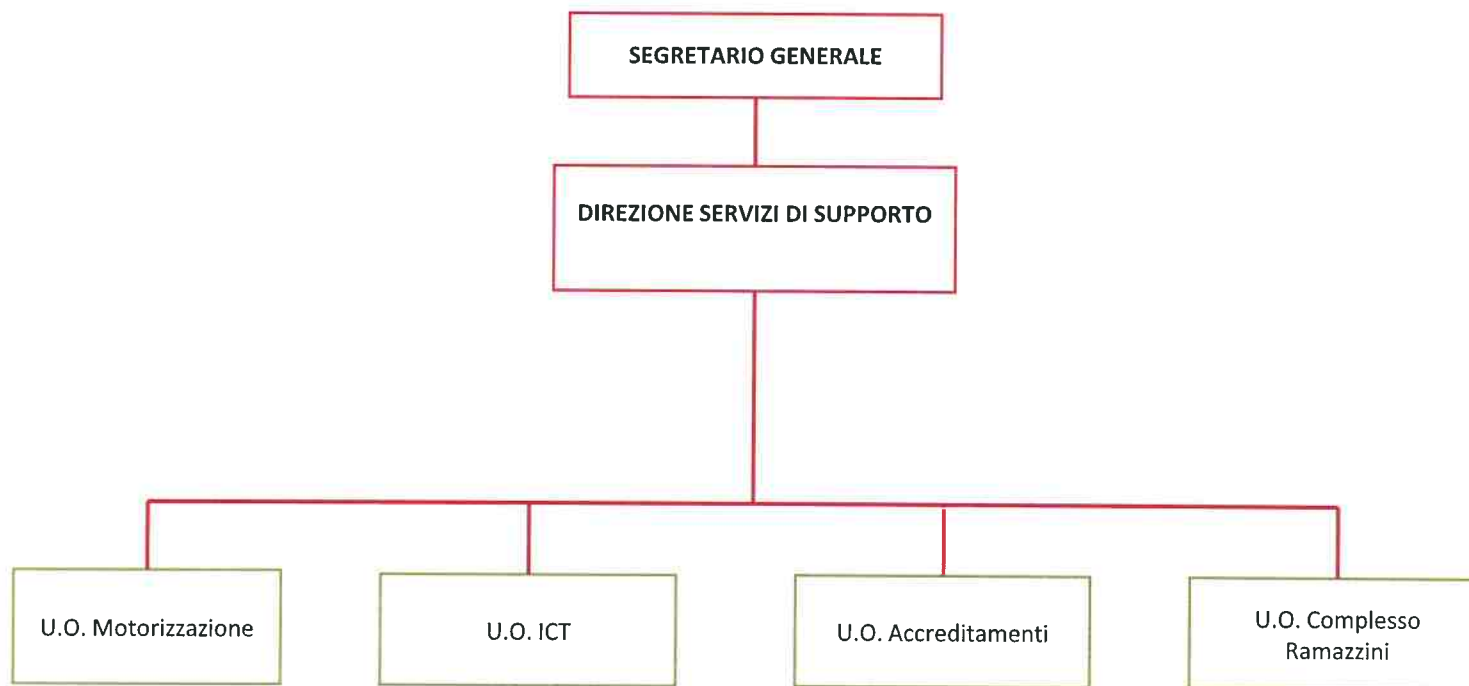 SEGRETARIO GENERALE
DIREZIONE SERVIZI DI SUPPORTO
U.O. Motorizzazione
U.O. ICT
U.O. Accreditamenti
U.O. Complesso
Ramazzini